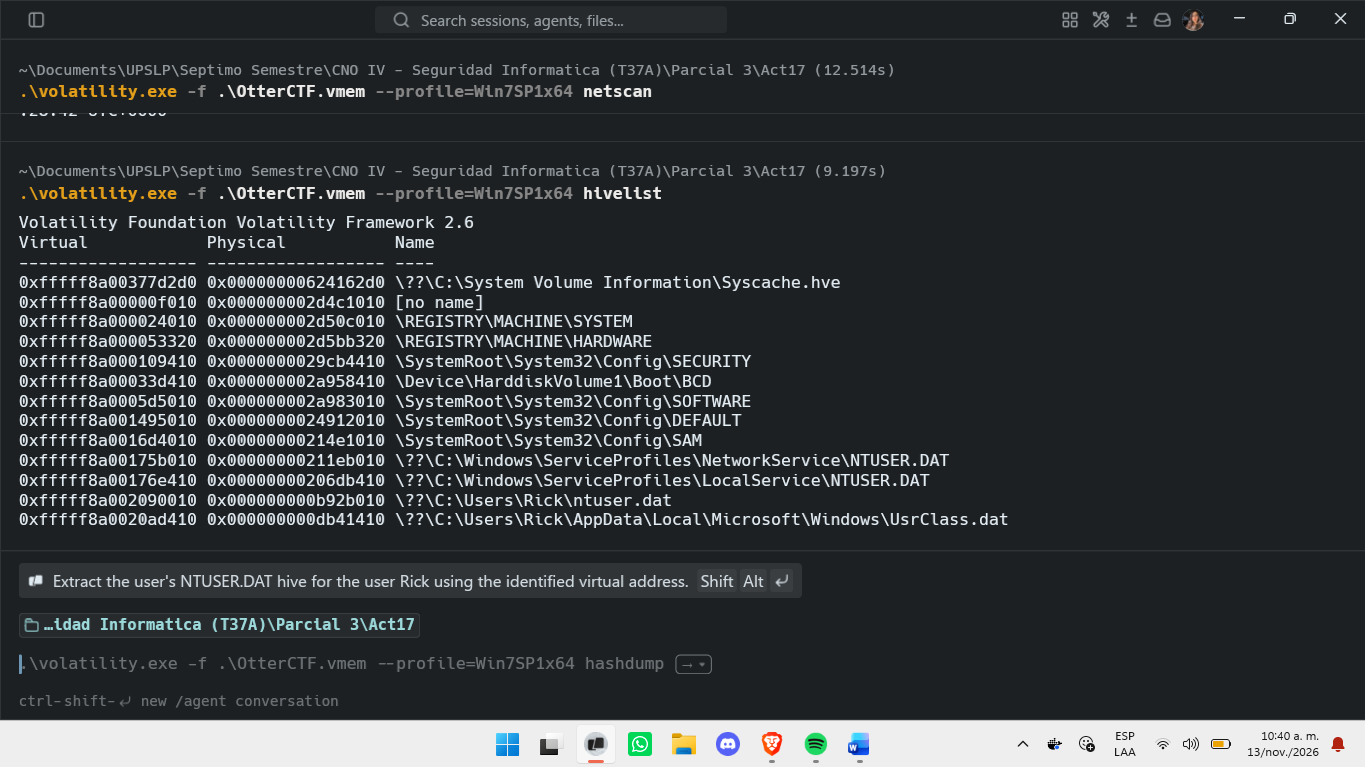 Search sessions, agents, files...
~\Documents\UPSLP\Septimo Semestre\CNO IV - Seguridad Informatica (T37A)\Parcial 3\Act17 (12.514s)
.\volatility.exe -f .\OtterCTF.vmem --profile=Win7SP1x64 netscan
~\Documents\UPSLP\Septimo Semestre\CNO IV - Seguridad Informatica (T37A)\Parcial 3\Act17 (9.197s)
.\volatility.exe -f .\OtterCTF.vmem --profile=Win7SP1x64 hivelist
Volatility Foundation Volatility Framework 2.6
Virtual            Physical           Name
------------------ ------------------ ----
0xfffff8a00377d2d0 0x00000000624162d0 \??\C:\System Volume Information\Syscache.hve
0xfffff8a00000f010 0x000000002d4c1010 [no name]
0xfffff8a000024010 0x000000002d50c010 \REGISTRY\MACHINE\SYSTEM
0xfffff8a000053320 0x000000002d5bb320 \REGISTRY\MACHINE\HARDWARE
0xfffff8a000109410 0x0000000029cb4410 \SystemRoot\System32\Config\SECURITY
0xfffff8a00033d410 0x000000002a958410 \Device\HarddiskVolume1\Boot\BCD
0xfffff8a0005d5010 0x000000002a983010 \SystemRoot\System32\Config\SOFTWARE
0xfffff8a001495010 0x0000000024912010 \SystemRoot\System32\Config\DEFAULT
0xfffff8a0016d4010 0x00000000214e1010 \SystemRoot\System32\Config\SAM
0xfffff8a00175b010 0x00000000211eb010 \??\C:\Windows\ServiceProfiles\NetworkService\NTUSER.DAT
0xfffff8a00176e410 0x00000000206db410 \??\C:\Windows\ServiceProfiles\LocalService\NTUSER.DAT
0xfffff8a002090010 0x000000000b92b010 \??\C:\Users\Rick\ntuser.dat
0xfffff8a0020ad410 0x000000000db41410 \??\C:\Users\Rick\AppData\Local\Microsoft\Windows\UsrClass.dat
Extract the user's NTUSER.DAT hive for the user Rick using the identified virtual address. Shift Alt ↵
…idad Informatica (T37A)\Parcial 3\Act17
.\volatility.exe -f .\OtterCTF.vmem --profile=Win7SP1x64 hashdump →
ctrl-shift-↵ new /agent conversation
ESP
LAA
10:40 a. m.
13/nov./2026